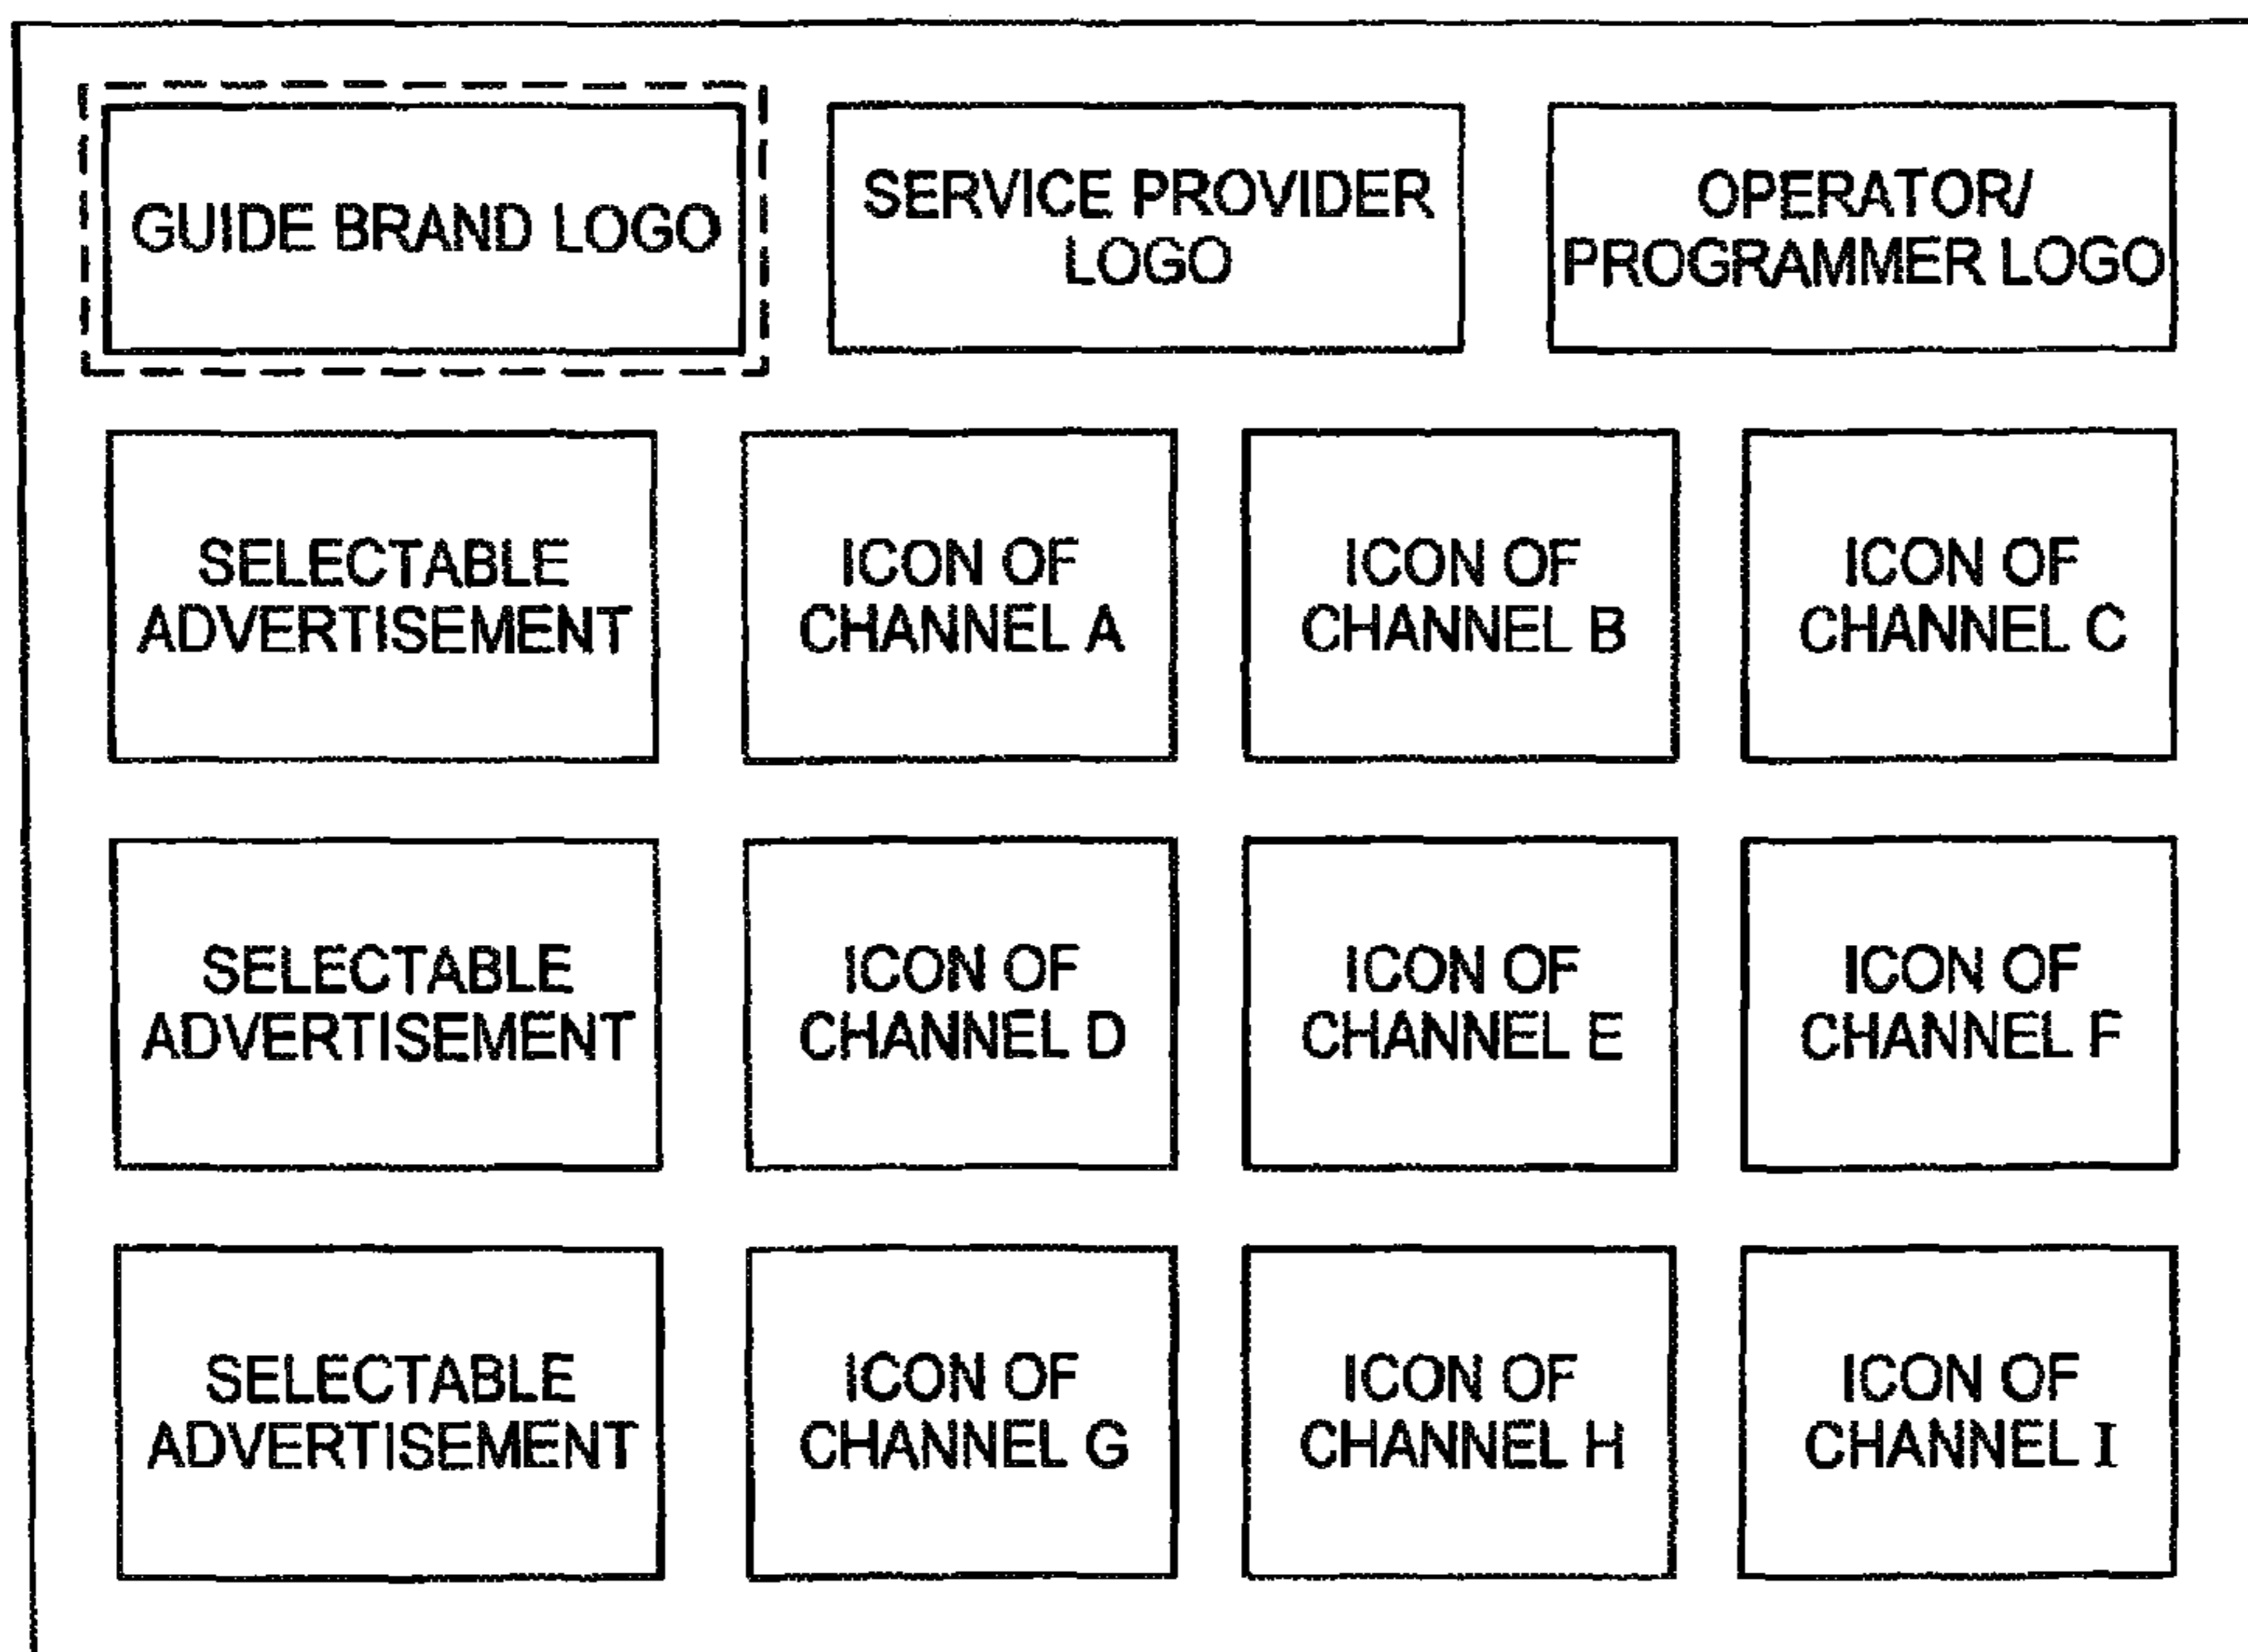 GUIDE BRAND LOGO
SERVICE PROVIDER
LOGO
OPERATOR/
PROGRAMMER LOGO
SELECTABLE
ADVERTISEMENT
ICON OF
CHANNEL A
ICON OF
CHANNEL B
ICON OF
CHANNEL C
SELECTABLE
ADVERTISEMENT
ICON OF
CHANNEL D
ICON OF
CHANNEL E
ICON OF
CHANNEL F
SELECTABLE
ADVERTISEMENT
ICON OF
CHANNEL G
ICON OF
CHANNEL H
ICON OF
CHANNEL I